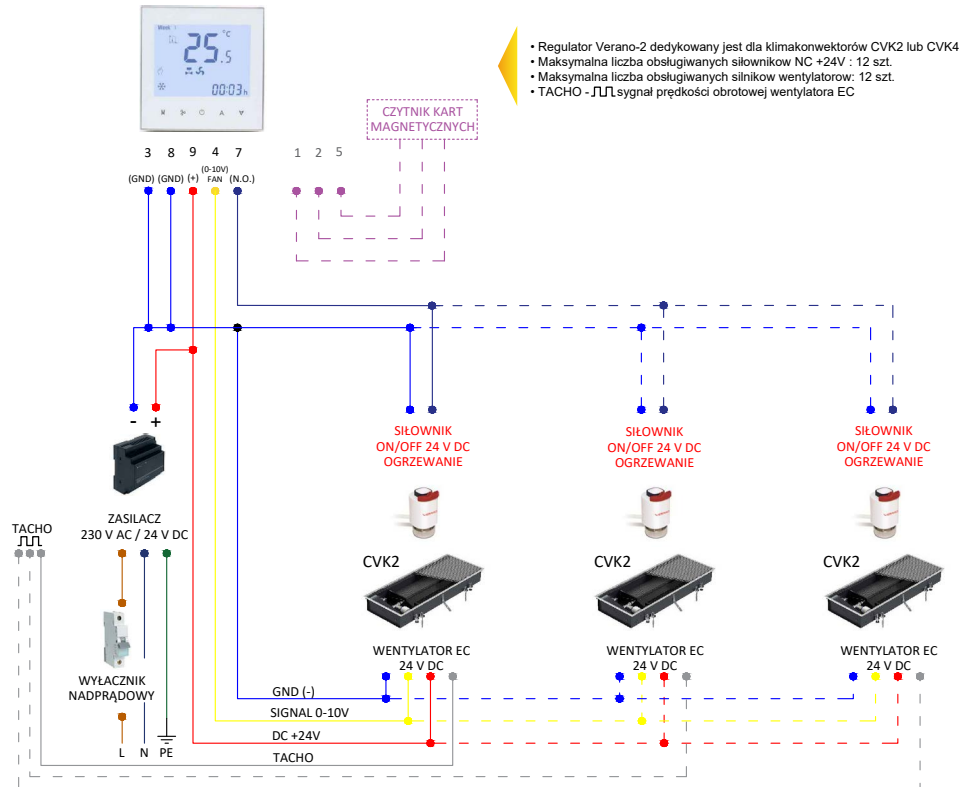 Week 1
25.5 °C
00:03h
• Regulator Verano-2 dedykowany jest dla klimakonwektorów CVK2 lub CVK4
• Maksymalna liczba obsługiwanych siłownikow NC +24V : 12 szt.
• Maksymalna liczba obsługiwanych silnikow wentylatorow: 12 szt.
• TACHO - sygnał prędkości obrotowej wentylatora EC
CZYTNIK KART
MAGNETYCZNYCH
3 8 9 4 7 1 2 5
(GND) (GND) (+) (0-10V) FAN (N.O.)
- +
SIŁOWNIK
ON/OFF 24 V DC
OGRZEWANIE
SIŁOWNIK
ON/OFF 24 V DC
OGRZEWANIE
SIŁOWNIK
ON/OFF 24 V DC
OGRZEWANIE
ZASILACZ
230 V AC / 24 V DC
TACHO
CVK2
CVK2
CVK2
WENTYLATOR EC
24 V DC
WENTYLATOR EC
24 V DC
WENTYLATOR EC
24 V DC
WYŁACZNIK
NADPRĄDOWY
GND (-)
SIGNAL 0-10V
DC +24V
TACHO
L N PE